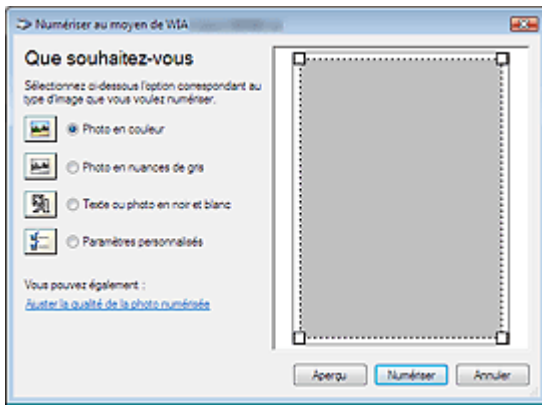 Numériser au moyen de WIA
Que souhaitez-vous
Sélectionnez ci-dessous l'option correspondant au
type d'image que vous voulez numériser.
Photo en couleur
Photo en nuances de gris
Texte ou photo en noir et blanc
Paramètres personnalisés
Vous pouvez également :
Ajuster la qualité de la photo numérisée
Aperçu
Numériser
Annuler